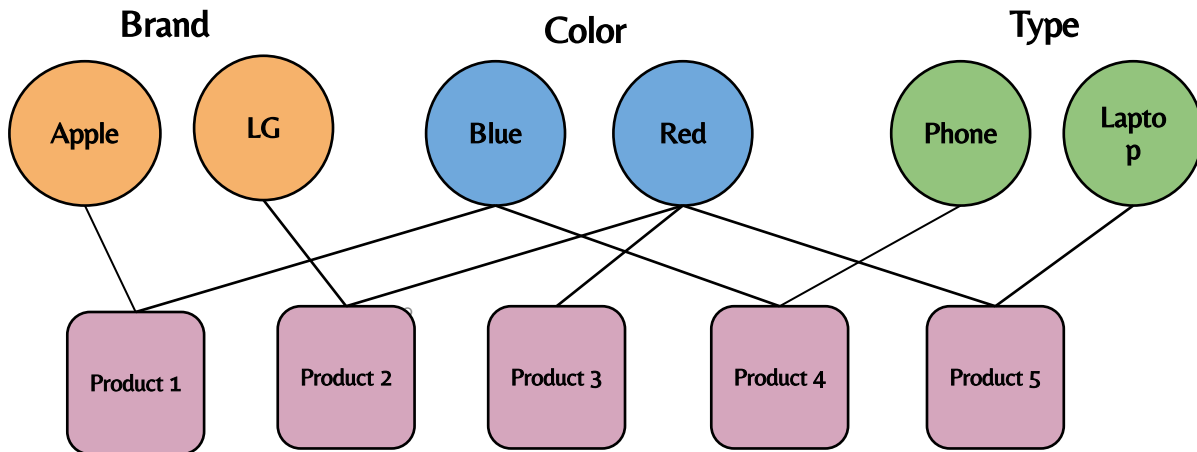 Brand
Color
Type
Apple
LG
Blue
Red
Phone
Lapto
p
Product 1
Product 2
Product 3
Product 4
Product 5